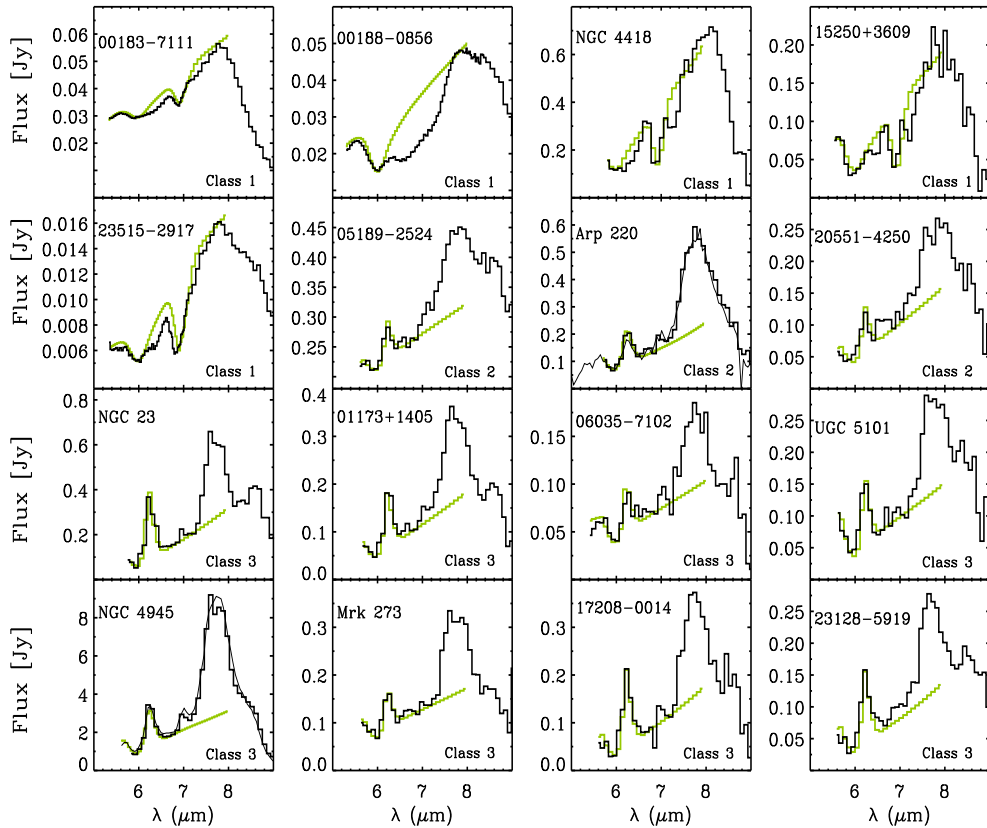 Flux [Jy]
0.06
0.05
0.04
0.03
0.02
00183-7111
Class 1
0.05
0.04
0.03
0.02
00188-0856
Class 1
0.6
0.4
0.2
NGC 4418
Class 1
0.20
0.15
0.10
0.05
15250+3609
Class 1
Flux [Jy]
0.016
0.014
0.012
0.010
0.008
0.006
23515-2917
Class 1
0.45
0.40
0.35
0.30
0.25
05189-2524
Class 2
0.6
0.5
0.4
0.3
0.2
0.1
Arp 220
Class 2
0.25
0.20
0.15
0.10
0.05
20551-4250
Class 2
Flux [Jy]
0.8
0.6
0.4
0.2
NGC 23
Class 3
0.4
0.3
0.2
0.1
0.0
01173+1405
Class 3
0.15
0.10
0.05
06035-7102
Class 3
0.25
0.20
0.15
0.10
0.05
UGC 5101
Class 3
Flux [Jy]
8
6
4
2
0
NGC 4945
Class 3
0.3
0.2
0.1
0.0
Mrk 273
Class 3
0.3
0.2
0.1
0.0
17208-0014
Class 3
0.25
0.20
0.15
0.10
0.05
23128-5919
Class 3
6 7 8
6 7 8
6 7 8
6 7 8
λ (μm)
λ (μm)
λ (μm)
λ (μm)